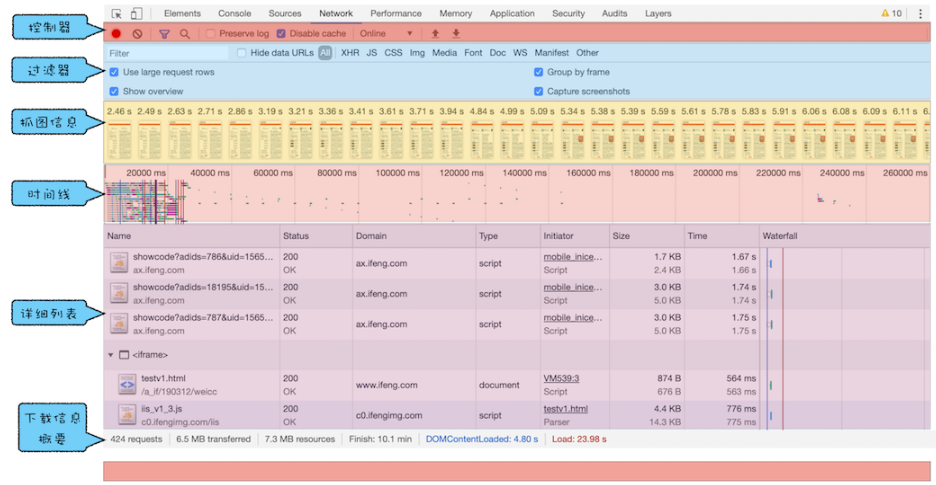 Elements Console Sources Network Performance Memory Application Security Audits Layers 10
控制器
Preserve log Disable cache Online
Filter Hide data URLs All XHR JS CSS Img Media Font Doc WS Manifest Other
过滤器
Use large request rows Group by frame
Show overview Capture screenshots
抓图信息
2.46 s 2.49 s 2.63 s 2.71 s 2.86 s 3.19 s 3.21 s 3.36 s 3.41 s 3.61 s 3.71 s 3.94 s 4.84 s 4.99 s 5.09 s 5.34 s 5.38 s 5.39 s 5.59 s 5.61 s 5.78 s 5.83 s 5.91 s 6.06 s 6.08 s 6.09 s 6.11 s 6.
20000 ms 40000 ms 60000 ms 80000 ms 100000 ms 120000 ms 140000 ms 160000 ms 180000 ms 200000 ms 220000 ms 240000 ms 260000 ms
时间线
Name Status Domain Type Initiator Size Time Waterfall
showcode?adids=786&uid=1565... 200 ax.ifeng.com script mobile_inice... 1.7 KB 1.67 s
ax.ifeng.com OK Script 2.4 KB 1.66 s
showcode?adids=18195&uid=15... 200 ax.ifeng.com script mobile_inice... 3.0 KB 1.74 s
ax.ifeng.com OK Script 5.0 KB 1.74 s
详细列表
showcode?adids=787&uid=1565... 200 ax.ifeng.com script mobile_inice... 3.0 KB 1.75 s
ax.ifeng.com OK Script 5.0 KB 1.75 s
<iframe>
testv1.html 200 www.ifeng.com document VM539:3 874 B 564 ms
/a_if/190312/weicc OK Script 676 B 563 ms
iis_v1_3.js 200 c0.ifengimg.com script testv1.html 4.4 KB 776 ms
c0.ifengimg.com/iis OK Parser 14.3 KB 775 ms
下载信息
概要
424 requests 6.5 MB transferred 7.3 MB resources Finish: 10.1 min DOMContentLoaded: 4.80 s Load: 23.98 s